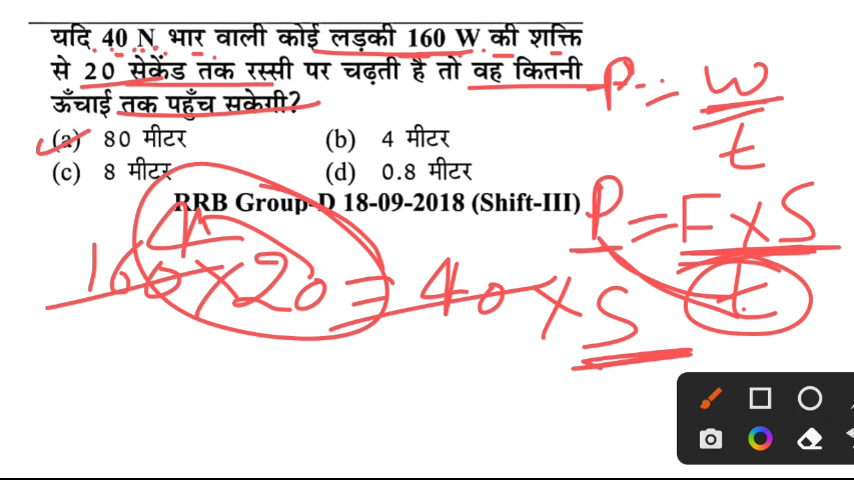 यदि 40 N भार वाली कोई लड़की 160 W की शक्ति
से 20 सेकेंड तक रस्सी पर चढ़ती है तो वह कितनी
ऊँचाई तक पहुँच सकेगी?
(a) 80 मीटर (b) 4 मीटर
(c) 8 मीटर (d) 0.8 मीटर
RRB Group-D 18-09-2018 (Shift-III)
P = W
t
P = F × S
t
4
160 × 20 = 40 × S